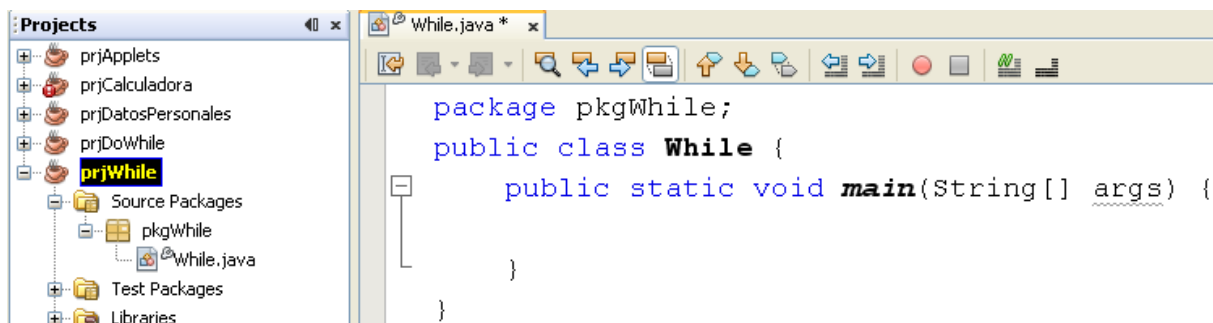 Projects
prjApplets
prjCalculadora
prjDatosPersonales
prjDoWhile
prjWhile
Source Packages
pkgWhile
While.java
Test Packages
Libraries
While.java *
package pkgWhile;
public class While {
public static void main(String[] args) {
}
}